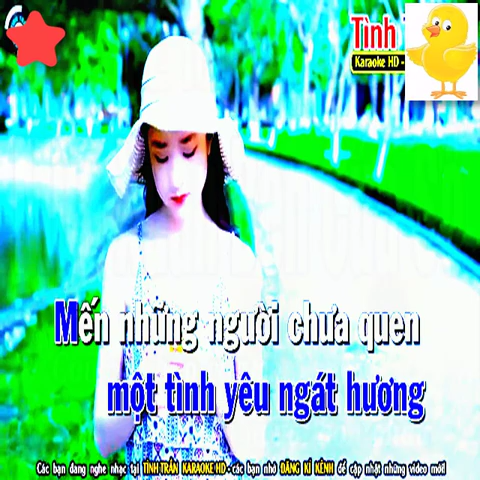 Tình
Karaoke HD -
Mến những người chưa quen
một tình yêu ngát hương
Các bạn đang nghe nhạc tại TÌNH TRẦN KARAOKE HD - các bạn nhớ ĐĂNG KÍ KÊNH để cập nhật những video mới!